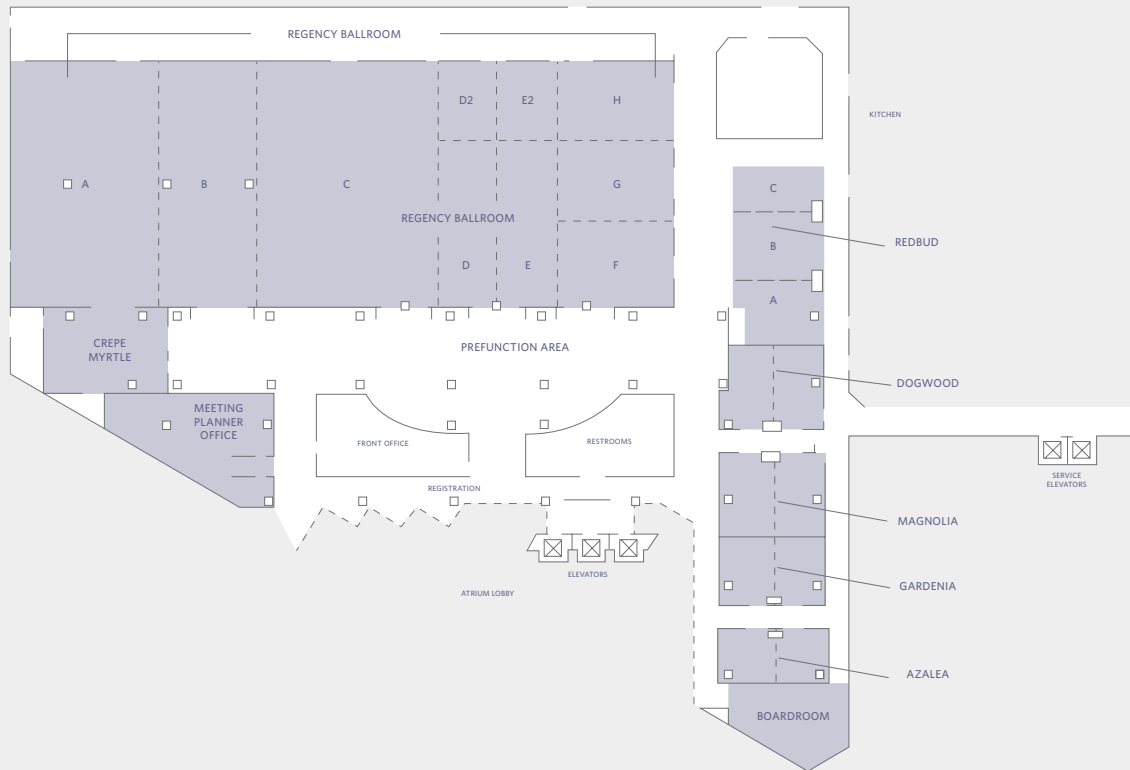 REGENCY BALLROOM
D2
E2
H
KITCHEN
A
B
C
G
C
REGENCY BALLROOM
REDBUD
B
D
E
F
A
CREPE
MYRTLE
PREFUNCTION AREA
DOGWOOD
MEETING
PLANNER
OFFICE
FRONT OFFICE
RESTROOMS
REGISTRATION
SERVICE
ELEVATORS
MAGNOLIA
ELEVATORS
GARDENIA
ATRIUM LOBBY
AZALEA
BOARDROOM